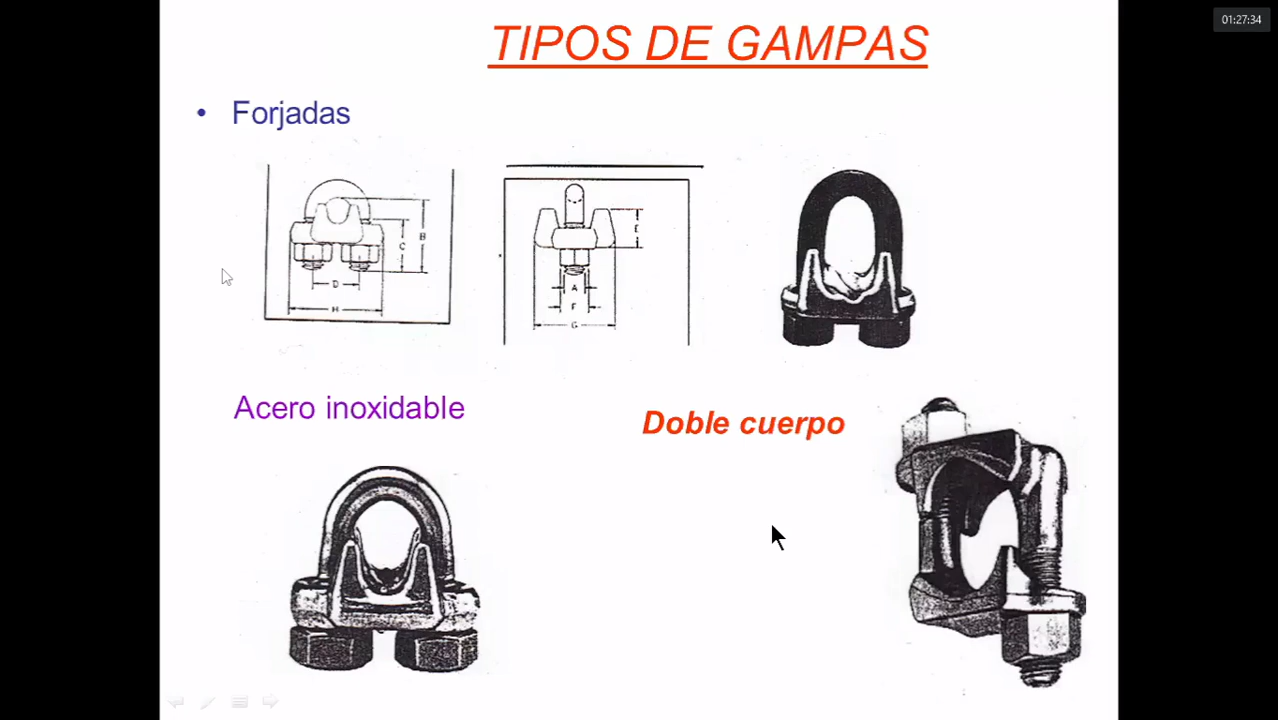 01:27:34
TIPOS DE GAMPAS
• Forjadas
C
B
D
H
E
A
F
G
Acero inoxidable
Doble cuerpo